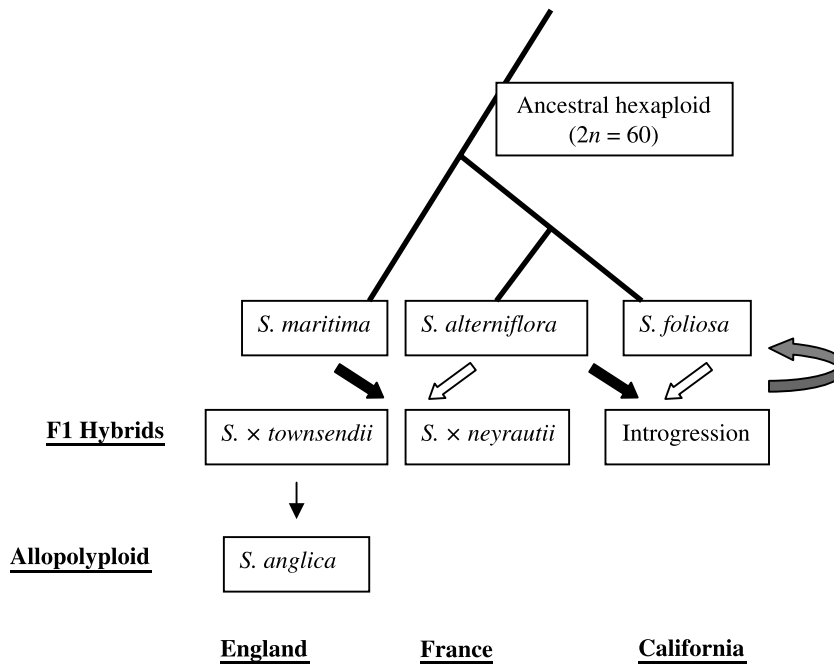 Ancestral hexaploid
(2n = 60)
S. maritima
S. alterniflora
S. foliosa
F1 Hybrids
S. × townsendii
S. × neyrautii
Introgression
Allopolyploid
S. anglica
England
France
California